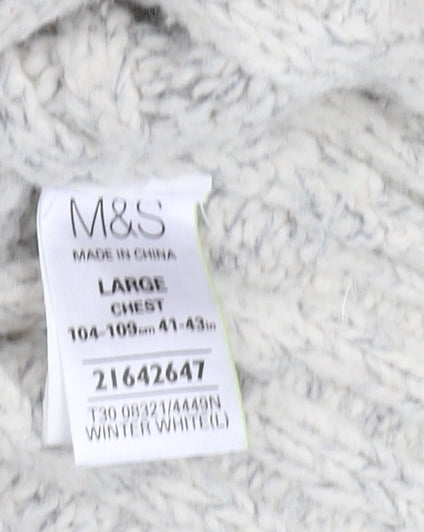 M&S
MADE IN CHINA
LARGE
CHEST
104-109cm 41-43in
21642647
T30 08321/4449N
WINTER WHITE(L)